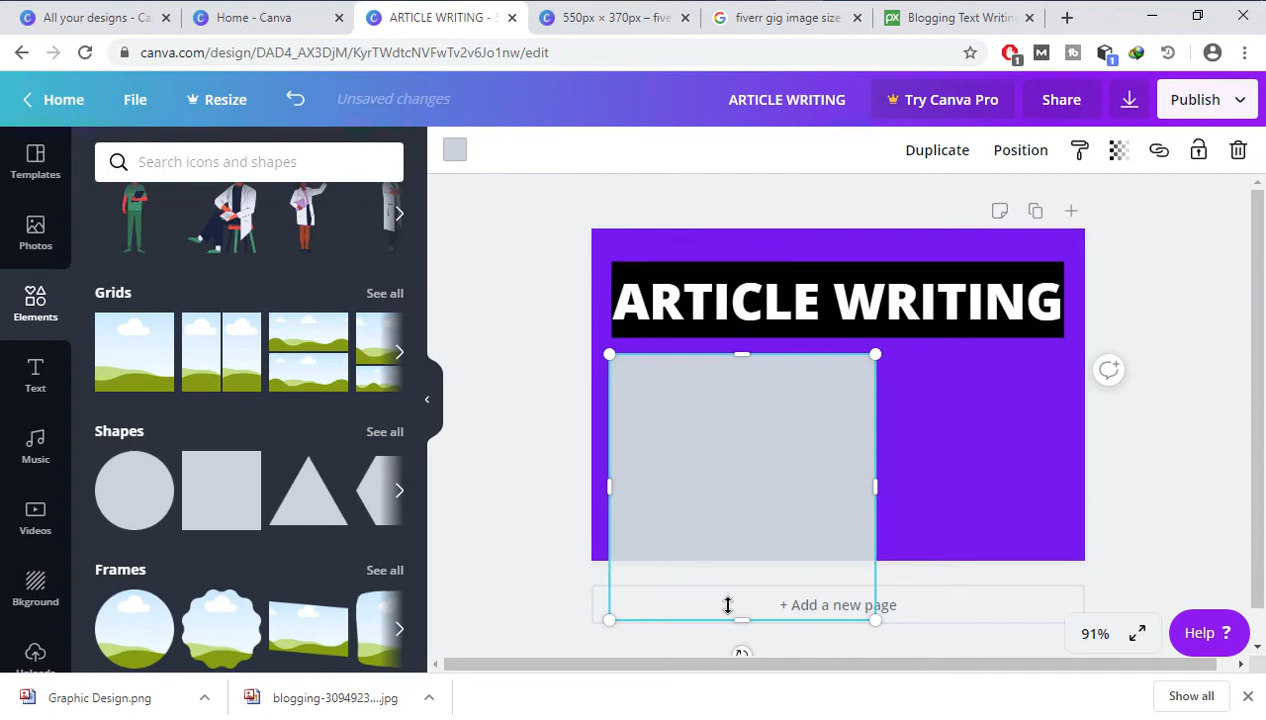 All your designs - Ca
Home - Canva
ARTICLE WRITING - 5
550px × 370px – five
fiverr gig image size
Blogging Text Writin
canva.com/design/DAD4_AX3DjM/KyrTWdtcNVFwTv2v6Jo1nw/edit
Home
File
Resize
Unsaved changes
ARTICLE WRITING
Try Canva Pro
Share
Publish
Templates
Photos
Elements
Text
Music
Videos
Bkground
Uploads
Search icons and shapes
Grids
See all
Shapes
See all
Frames
See all
Duplicate
Position
ARTICLE WRITING
+ Add a new page
91%
Help ?
Graphic Design.png
blogging-3094923....jpg
Show all